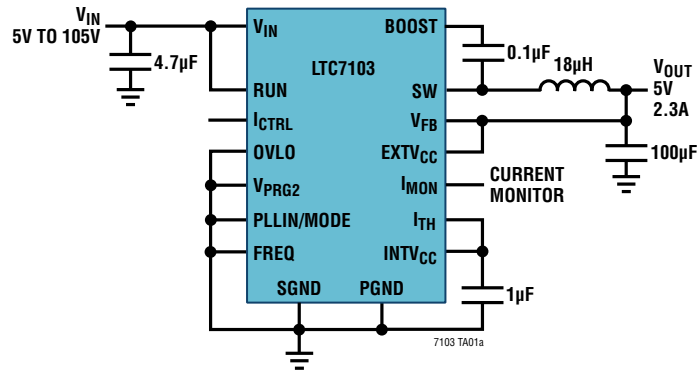 VIN
5V TO 105V
4.7µF
LTC7103
VIN
RUN
ICTRL
OVLO
VPRG2
PLLIN/MODE
FREQ
SGND
PGND
BOOST
SW
VFB
EXTVCC
IMON
ITH
INTVCC
0.1µF
18µH
VOUT
5V
2.3A
100µF
CURRENT
MONITOR
1µF
7103 TA01a